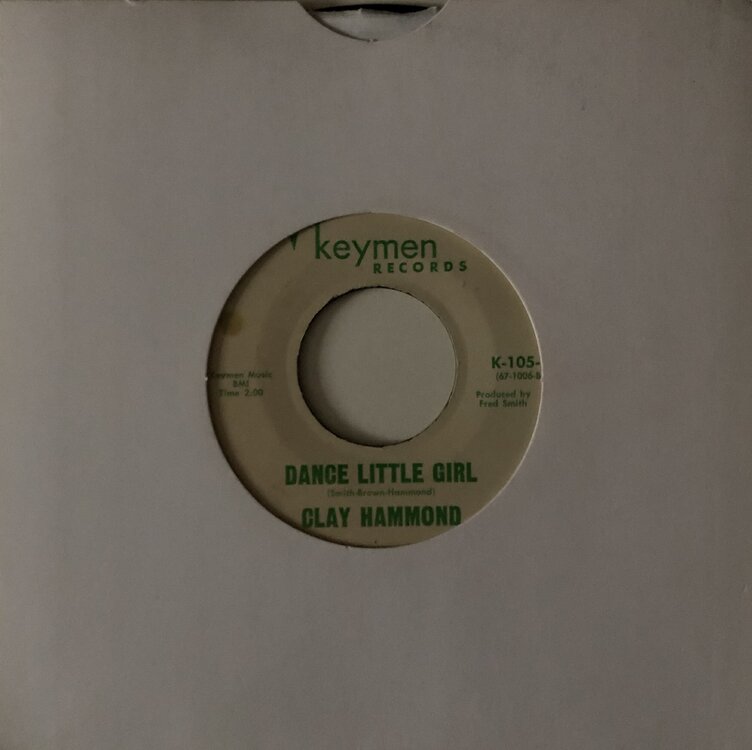 keymen
RECORDS
K-105-
(67-1006-B
Keymen Music
BMI
Time 2:00
Produced by
Fred Smith
DANCE LITTLE GIRL
(Smith-Brown-Hammond)
CLAY HAMMOND